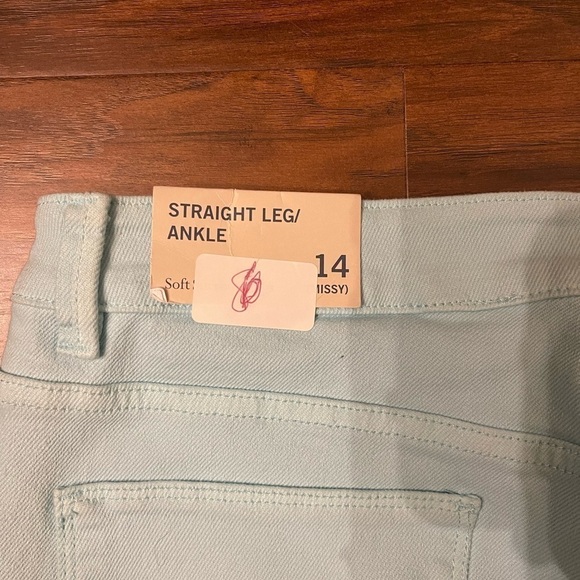 STRAIGHT LEG/
ANKLE
14
Soft
MISSY)